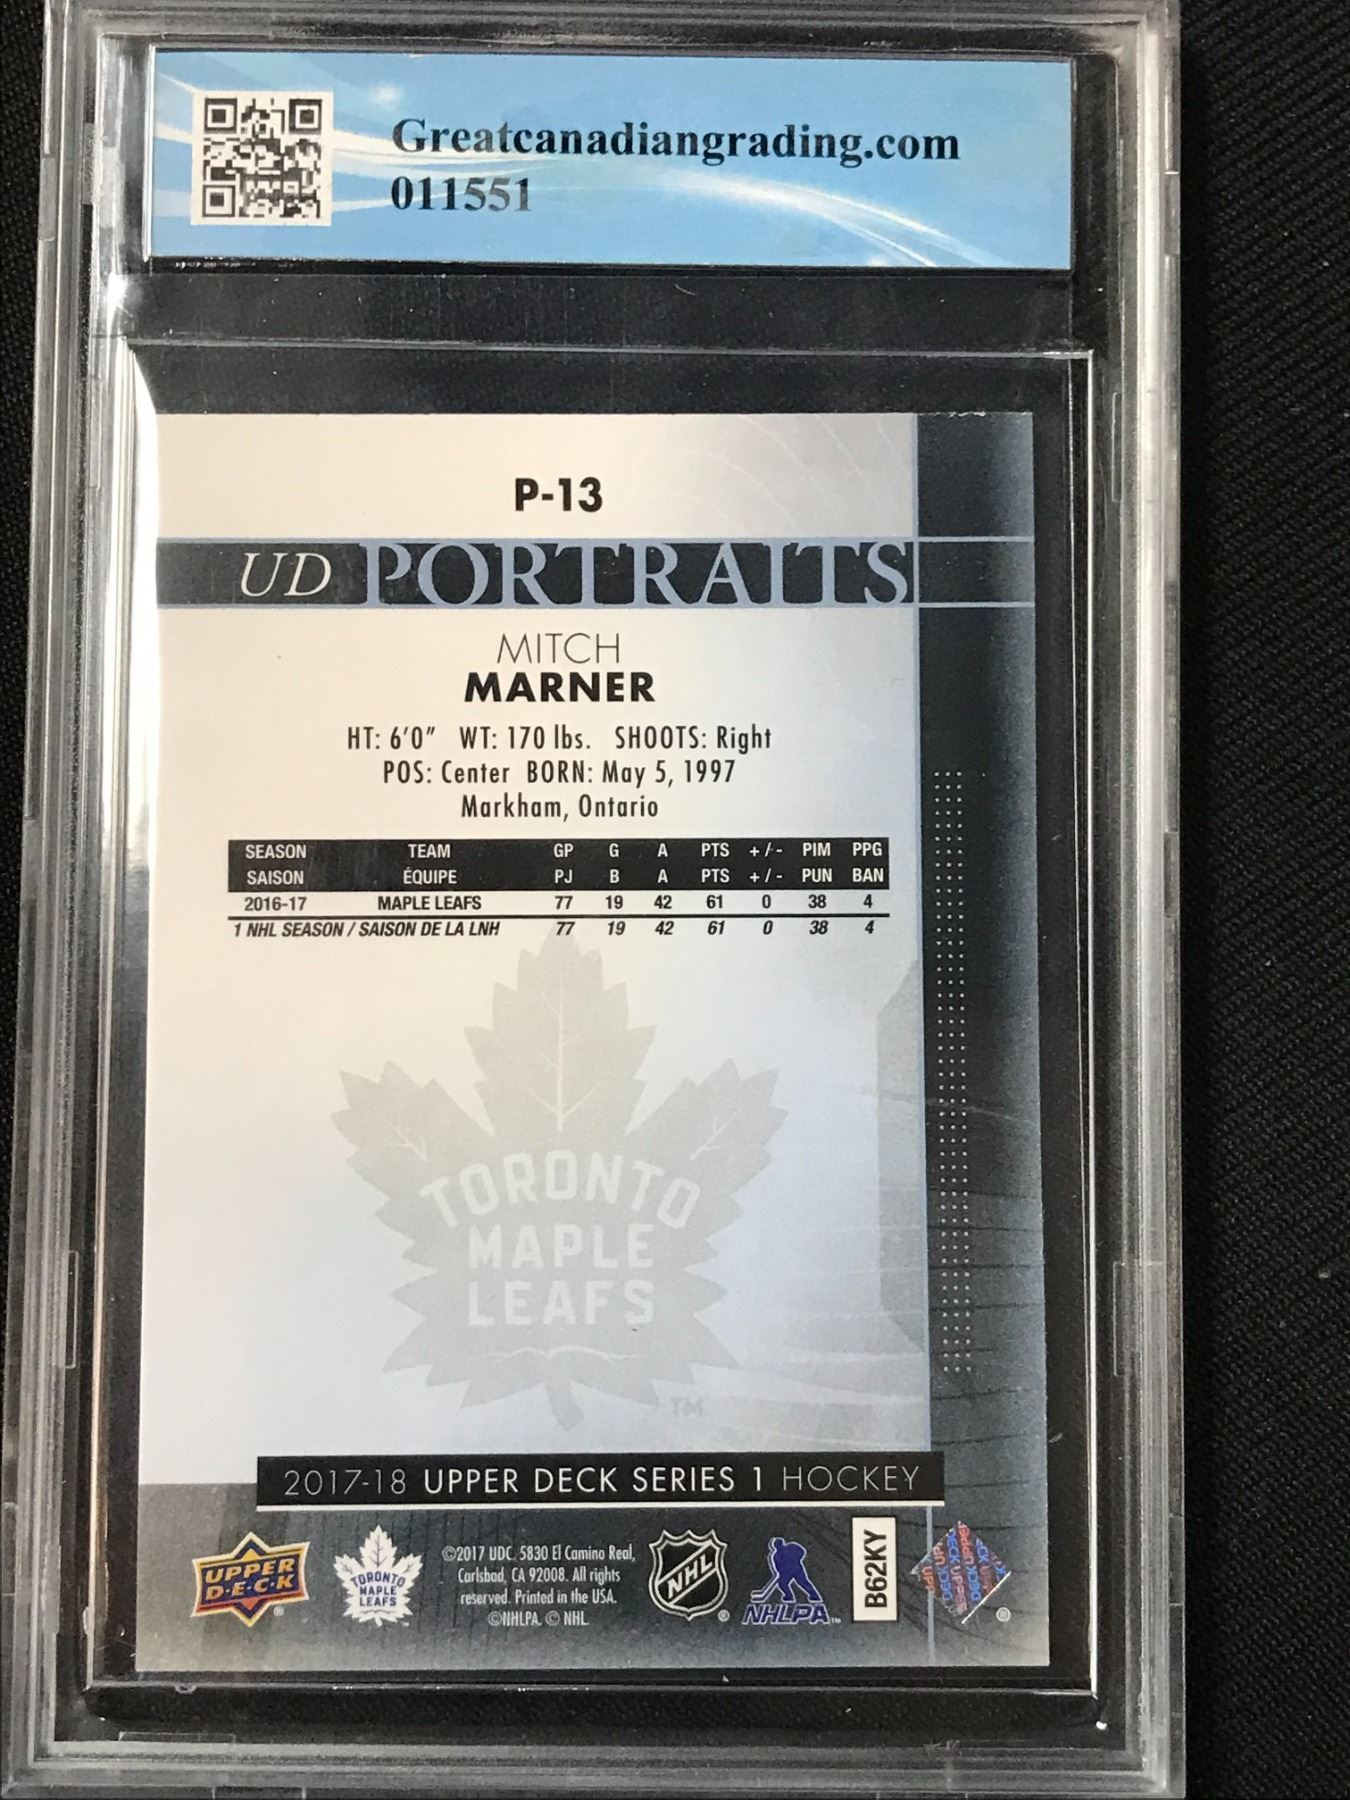 Greatcanadiangrading.com
011551
P-13
UD PORTRAITS
MITCH
MARNER
HT: 6'0" WT: 170 lbs. SHOOTS: Right
POS: Center BORN: May 5, 1997
Markham, Ontario
SEASON TEAM GP G A PTS +/- PIM PPG
SAISON ÉQUIPE PJ B A PTS +/- PUN BAN
2016-17 MAPLE LEAFS 77 19 42 61 0 38 4
1 NHL SEASON / SAISON DE LA LNH 77 19 42 61 0 38 4
TORONTO
MAPLE
LEAFS
TM
2017-18 UPPER DECK SERIES 1 HOCKEY
UPPER
D·E·C·K
®
TORONTO
MAPLE
LEAFS
©2017 UDC. 5830 El Camino Real,
Carlsbad, CA 92008. All rights
reserved. Printed in the USA.
©NHLPA. © NHL.
NHL
®
NHLPA
B62KY
DECK UPPER
®